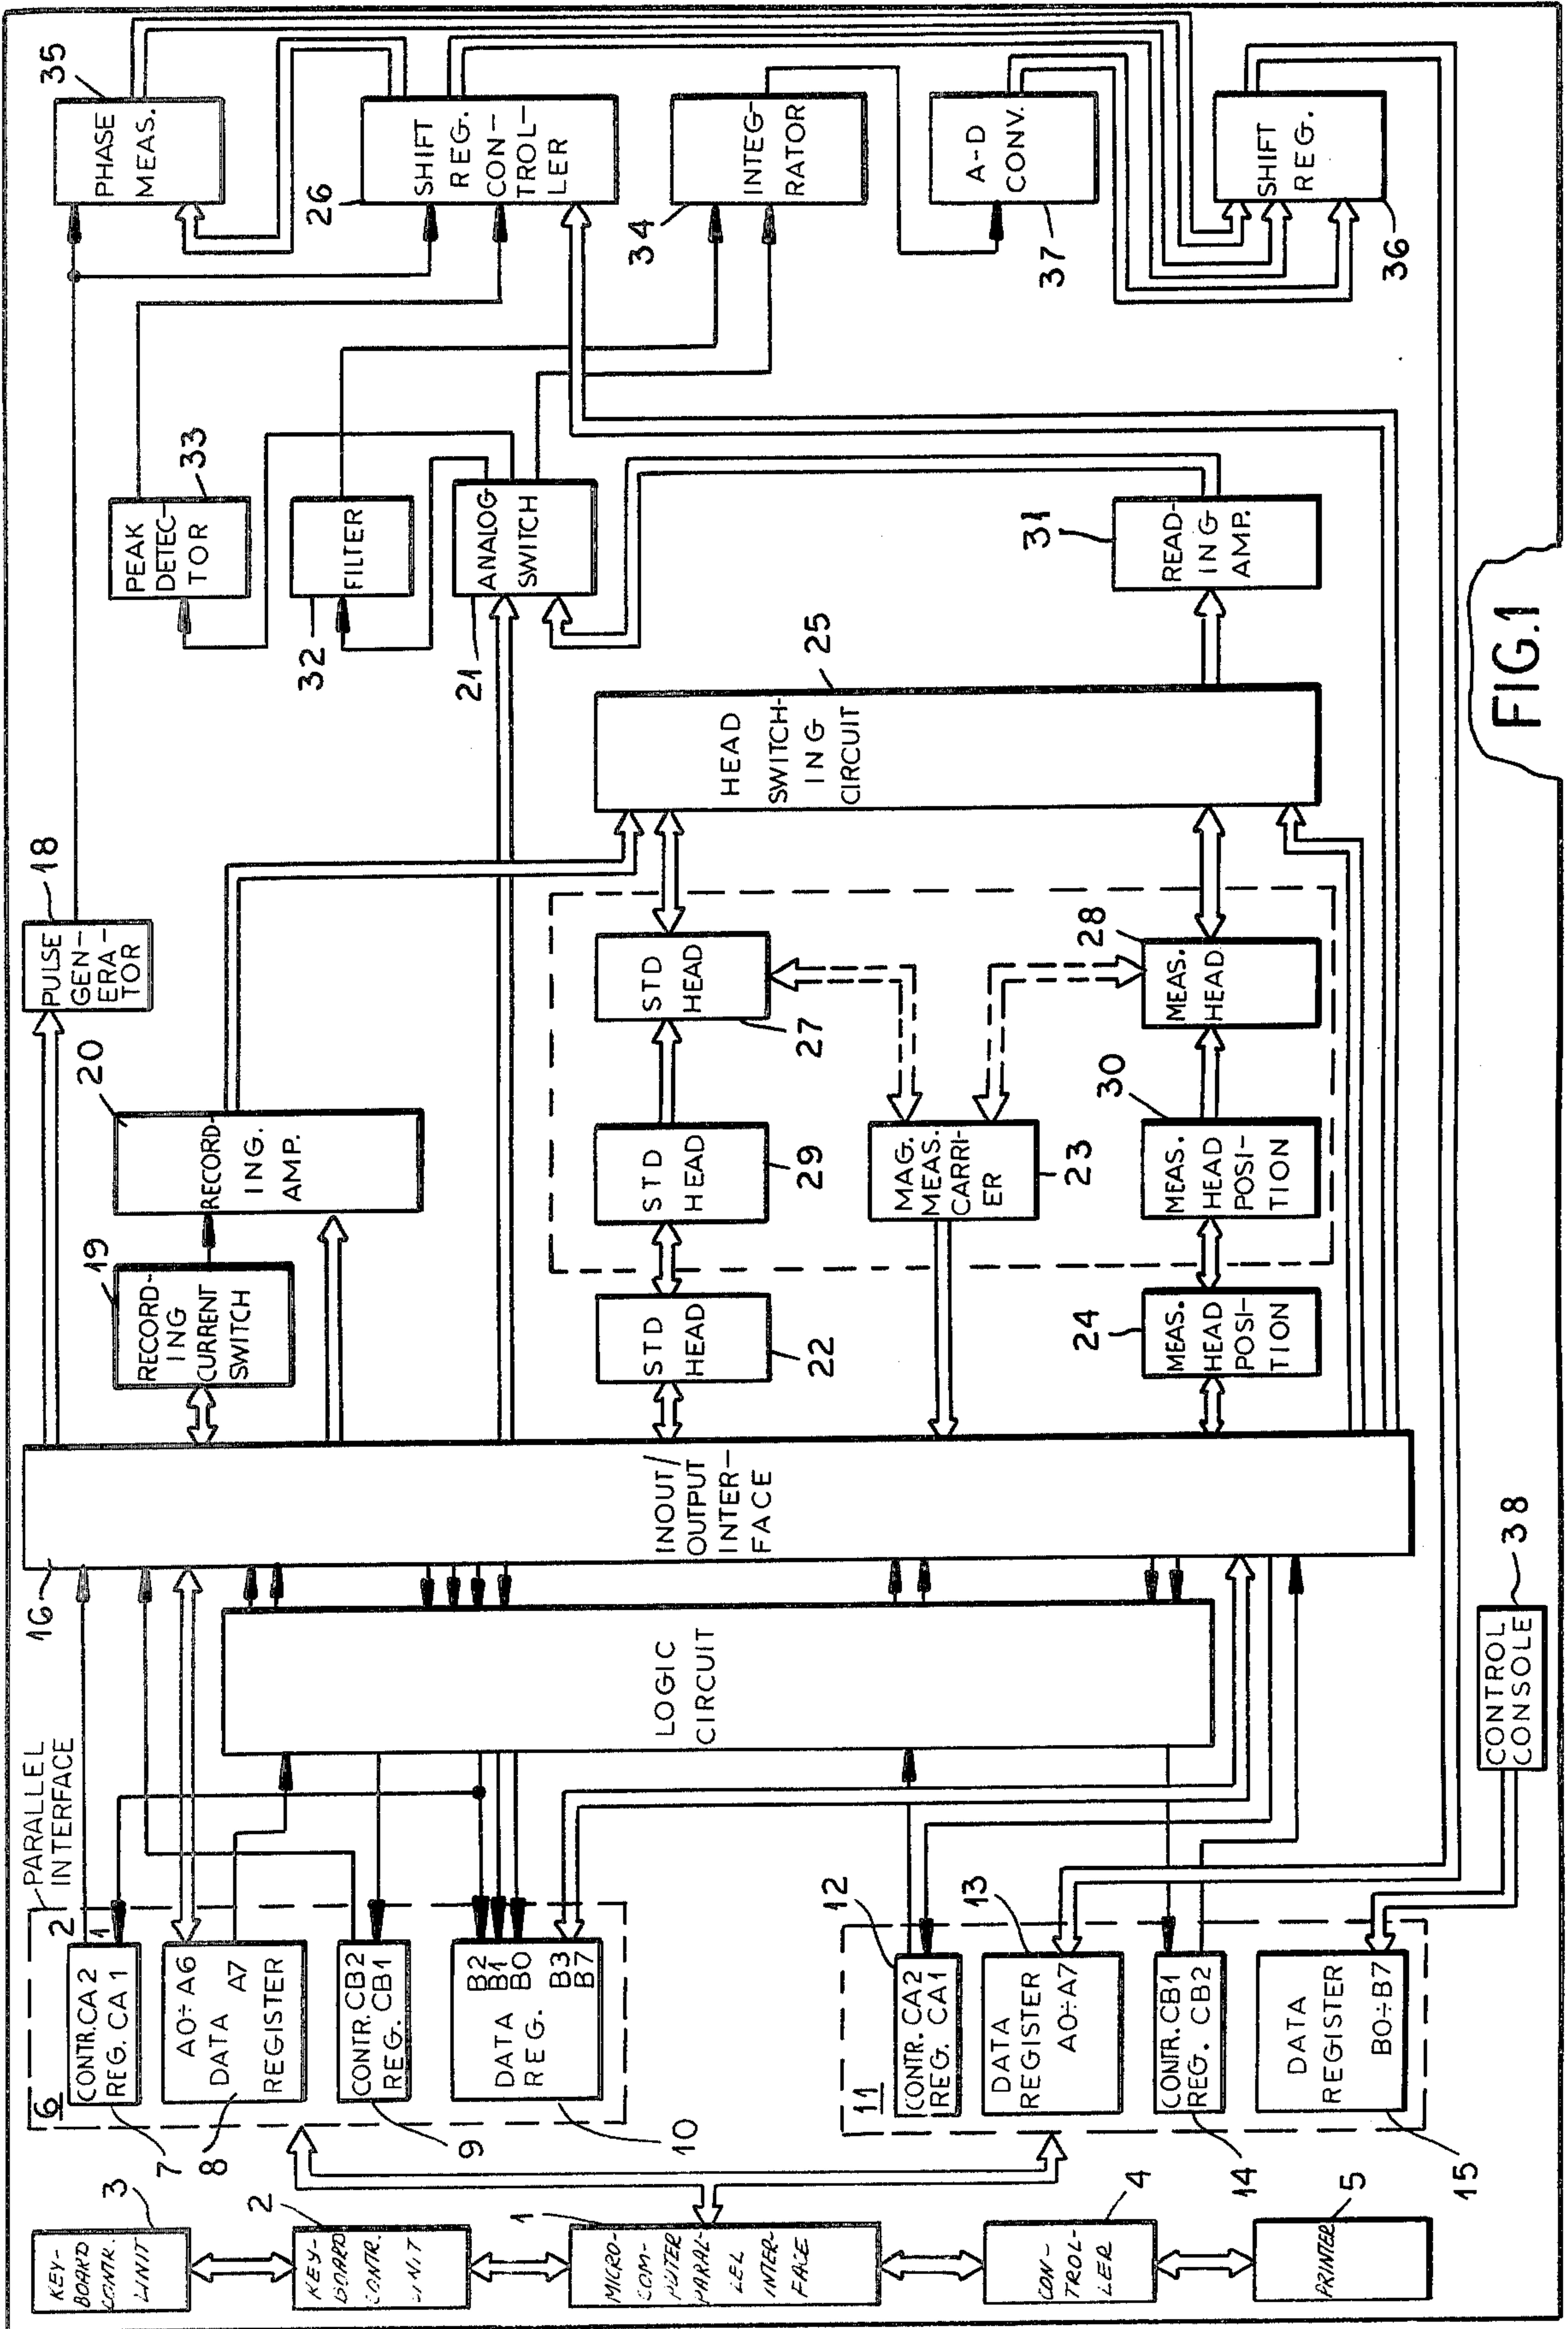 KEY-
BOARD
CONTR.
UNIT
3
KEY-
BOARD
CONTR.
UNIT
2
MICRO-
COM-
PUTER
PARAL-
LEL
INTER-
FACE
1
CON-
TROL-
LER
4
PRINTER
5
PARALLEL
INTERFACE
6
2
1
CONTR. CA2
REG. CA1
7
A0÷A6
DATA A7
REGISTER
8
CONTR. CB2
REG. CB1
9
B2
B1
B0
DATA
REG.
B3
B7
10
11
CONTR. CA2
REG. CA1
12
DATA
REGISTER
A0÷A7
13
CONTR. CB1
REG. CB2
14
DATA
REGISTER
B0÷B7
15
CONTROL
CONSOLE
38
LOGIC
CIRCUIT
16
INOUT/
OUTPUT
INTER-
FACE
RECORD-
ING
CURRENT
SWITCH
19
RECORD-
ING.
AMP.
20
PULSE
GEN-
ERA-
TOR
18
STD
HEAD
22
STD
HEAD
29
STD
HEAD
27
MAG.
MEAS.
CARRI-
ER
23
MEAS.
HEAD
POSI-
TION
24
MEAS.
HEAD
POSI-
TION
30
MEAS.
HEAD
28
HEAD
SWITCH-
ING
CIRCUIT
25
PEAK
DETEC-
TOR
33
FILTER
32
ANALOG
SWITCH
21
READ-
ING
AMP.
31
PHASE
MEAS.
35
SHIFT
REG.
CON-
TROL-
LER
26
INTEG-
RATOR
34
A-D
CONV.
37
SHIFT
REG.
36
FIG.1